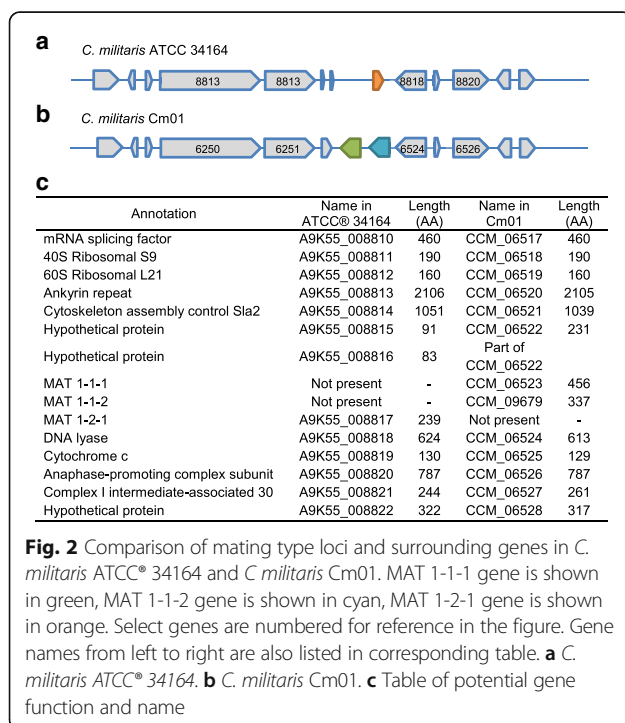 a
C. militaris ATCC 34164
8813 8813 8818 8820
b
C. militaris Cm01
6250 6251 6524 6526
c
Annotation Name in ATCC® 34164 Length (AA) Name in Cm01 Length (AA)
mRNA splicing factor A9K55_008810 460 CCM_06517 460
40S Ribosomal S9 A9K55_008811 190 CCM_06518 190
60S Ribosomal L21 A9K55_008812 160 CCM_06519 160
Ankyrin repeat A9K55_008813 2106 CCM_06520 2105
Cytoskeleton assembly control Sla2 A9K55_008814 1051 CCM_06521 1039
Hypothetical protein A9K55_008815 91 CCM_06522 231
Hypothetical protein A9K55_008816 83 Part of CCM_06522
MAT 1-1-1 Not present - CCM_06523 456
MAT 1-1-2 Not present - CCM_09679 337
MAT 1-2-1 A9K55_008817 239 Not present -
DNA lyase A9K55_008818 624 CCM_06524 613
Cytochrome c A9K55_008819 130 CCM_06525 129
Anaphase-promoting complex subunit A9K55_008820 787 CCM_06526 787
Complex I intermediate-associated 30 A9K55_008821 244 CCM_06527 261
Hypothetical protein A9K55_008822 322 CCM_06528 317
Fig. 2 Comparison of mating type loci and surrounding genes in C.
militaris ATCC® 34164 and C militaris Cm01. MAT 1-1-1 gene is shown
in green, MAT 1-1-2 gene is shown in cyan, MAT 1-2-1 gene is shown
in orange. Select genes are numbered for reference in the figure. Gene
names from left to right are also listed in corresponding table. a C.
militaris ATCC® 34164. b C. militaris Cm01. c Table of potential gene
function and name